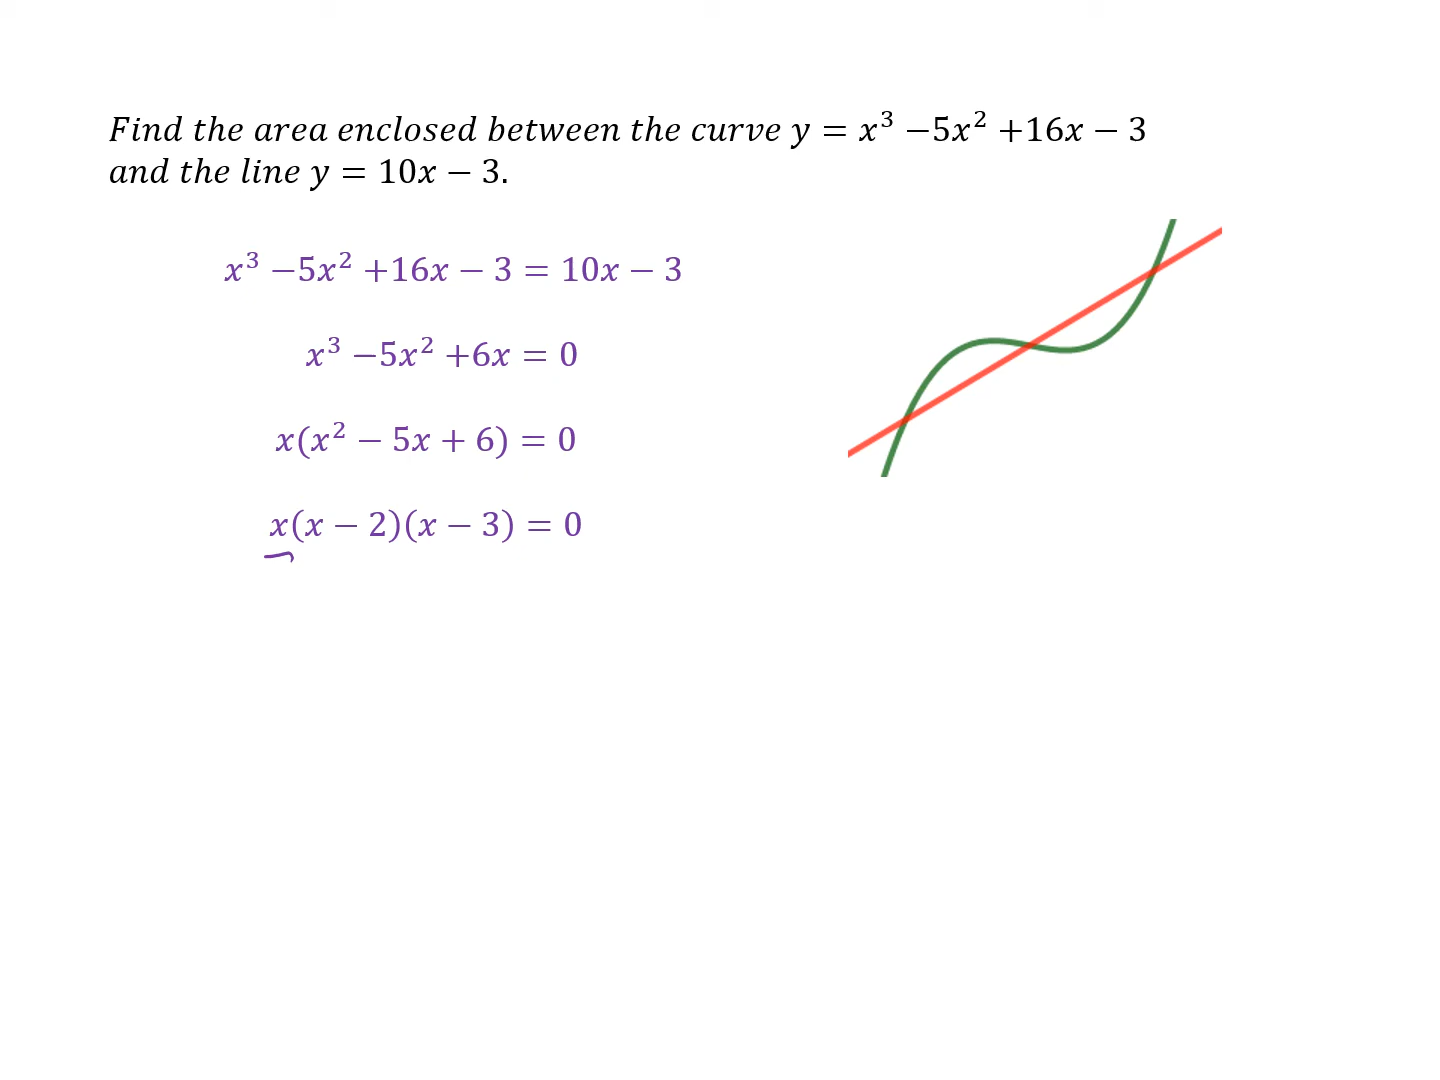 Find the area enclosed between the curve y = x³ −5x² +16x − 3
and the line y = 10x − 3.
x³ −5x² +16x − 3 = 10x − 3
x³ −5x² +6x = 0
x(x² − 5x + 6) = 0
x(x − 2)(x − 3) = 0